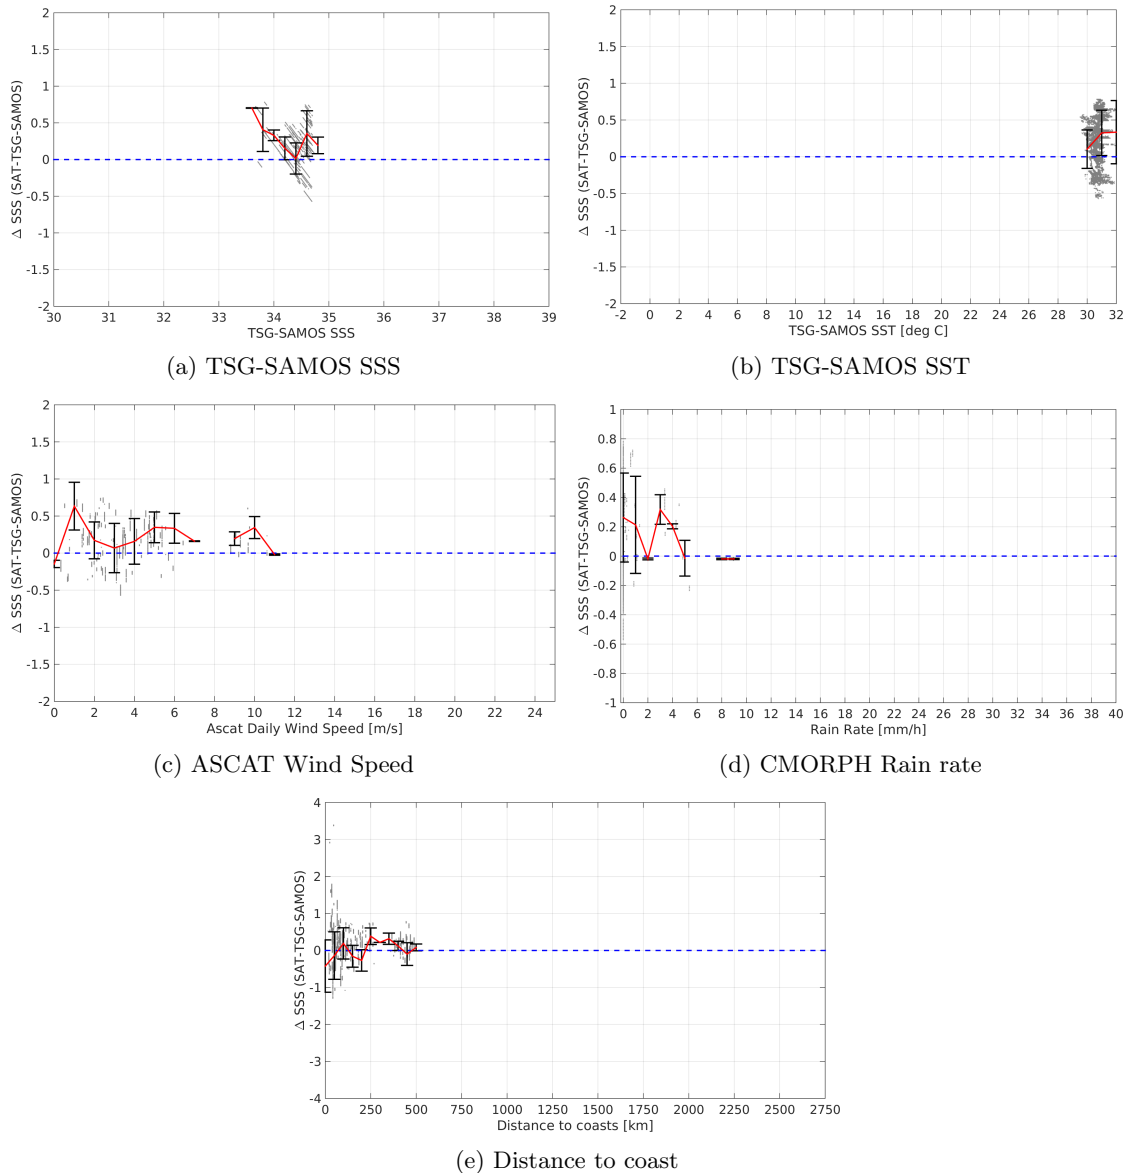 2
1.5
1
0.5
0
-0.5
-1
-1.5
-2
Δ SSS (SAT-TSG-SAMOS)
30 31 32 33 34 35 36 37 38 39
TSG-SAMOS SSS
(a) TSG-SAMOS SSS
2
1.5
1
0.5
0
-0.5
-1
-1.5
-2
Δ SSS (SAT-TSG-SAMOS)
-2 0 2 4 6 8 10 12 14 16 18 20 22 24 26 28 30 32
TSG-SAMOS SST [deg C]
(b) TSG-SAMOS SST
2
1.5
1
0.5
0
-0.5
-1
-1.5
-2
Δ SSS (SAT-TSG-SAMOS)
0 2 4 6 8 10 12 14 16 18 20 22 24
Ascat Daily Wind Speed [m/s]
(c) ASCAT Wind Speed
1
0.8
0.6
0.4
0.2
0
-0.2
-0.4
-0.6
-0.8
-1
Δ SSS (SAT-TSG-SAMOS)
0 2 4 6 8 10 12 14 16 18 20 22 24 26 28 30 32 34 36 38 40
Rain Rate [mm/h]
(d) CMORPH Rain rate
4
3
2
1
0
-1
-2
-3
-4
Δ SSS (SAT-TSG-SAMOS)
0 250 500 750 1000 1250 1500 1750 2000 2250 2500 2750
Distance to coasts [km]
(e) Distance to coast